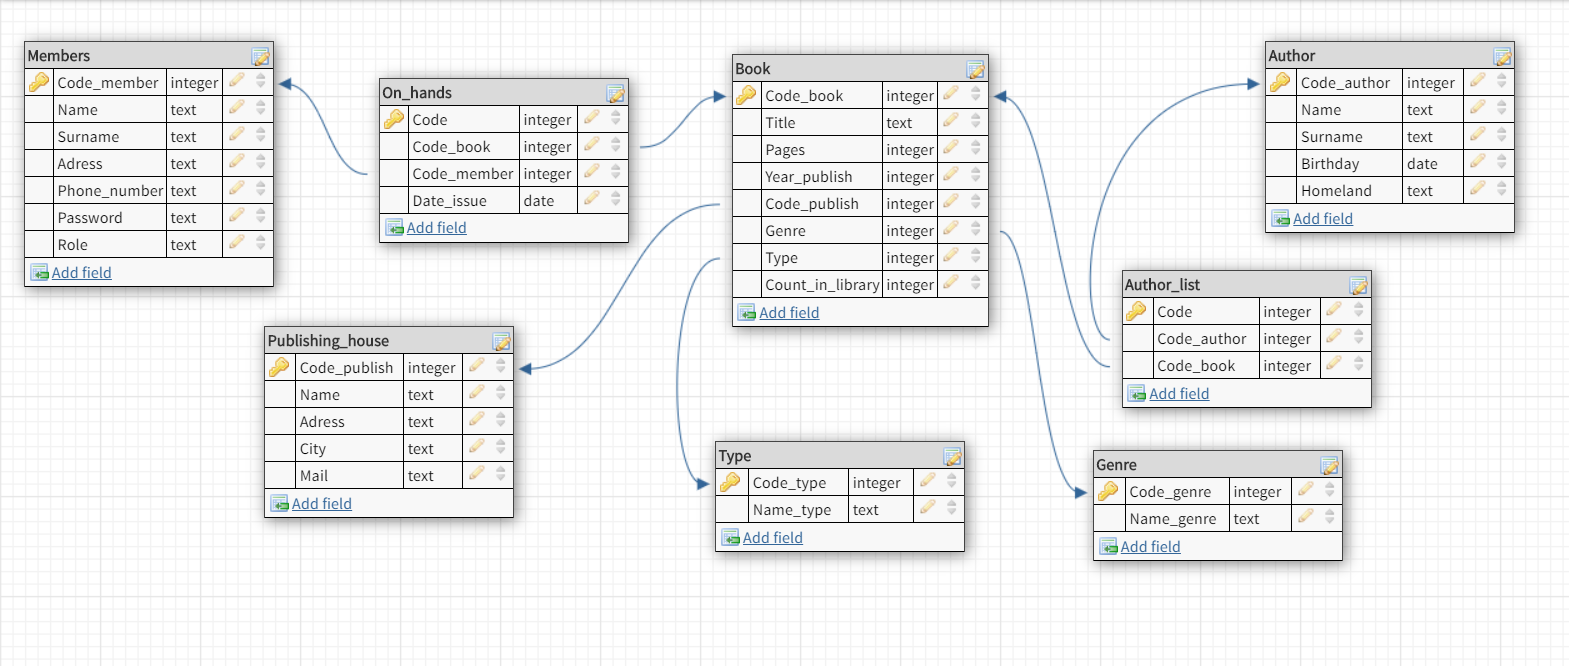 Members
Code_member integer
Name text
Surname text
Adress text
Phone_number text
Password text
Role text
Add field
On_hands
Code integer
Code_book integer
Code_member integer
Date_issue date
Add field
Book
Code_book integer
Title text
Pages integer
Year_publish integer
Code_publish integer
Genre integer
Type integer
Count_in_library integer
Add field
Author
Code_author integer
Name text
Surname text
Birthday date
Homeland text
Add field
Author_list
Code integer
Code_author integer
Code_book integer
Add field
Publishing_house
Code_publish integer
Name text
Adress text
City text
Mail text
Add field
Type
Code_type integer
Name_type text
Add field
Genre
Code_genre integer
Name_genre text
Add field